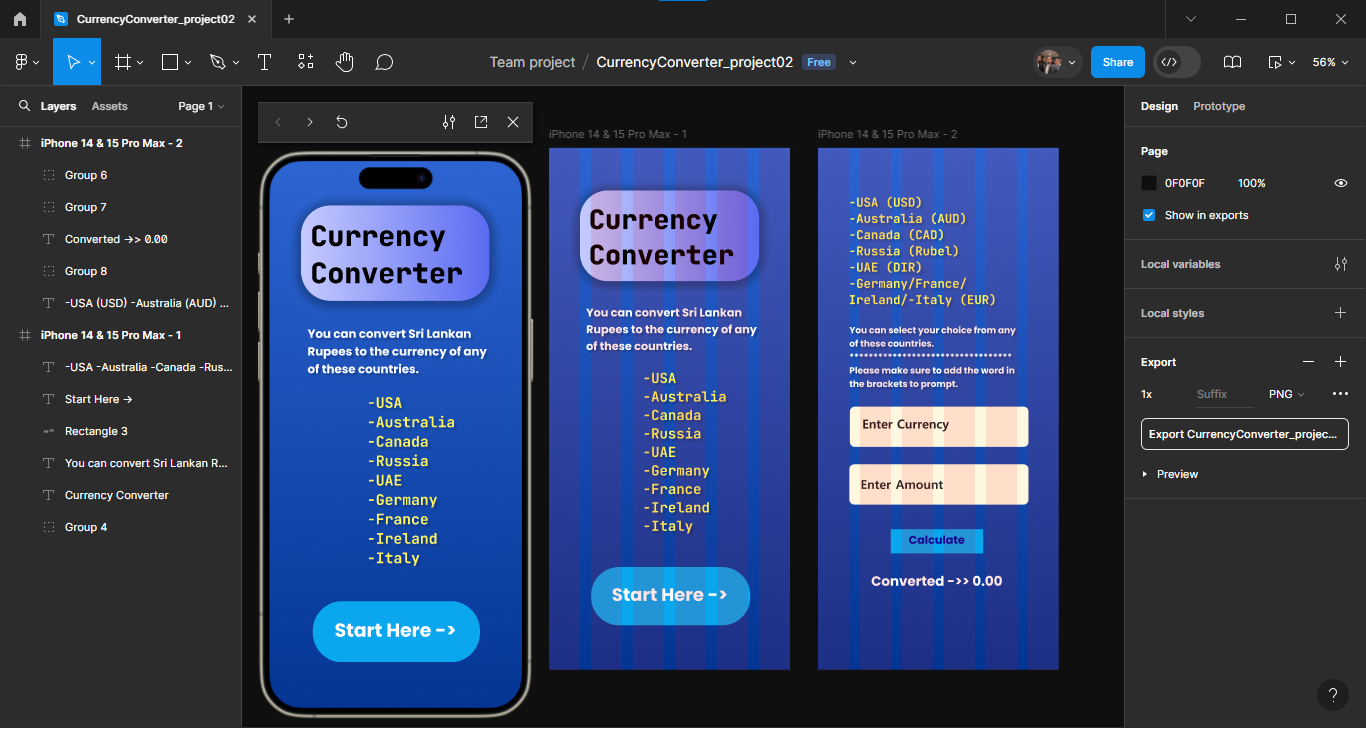 CurrencyConverter_project02
Team project / CurrencyConverter_project02 Free
Share
56%
Layers Assets Page 1
iPhone 14 & 15 Pro Max - 2
Group 6
Group 7
Converted ->> 0.00
Group 8
-USA (USD) -Australia (AUD) ...
iPhone 14 & 15 Pro Max - 1
-USA -Australia -Canada -Rus...
Start Here ->
Rectangle 3
You can convert Sri Lankan R...
Currency Converter
Group 4
Currency
Converter
You can convert Sri Lankan
Rupees to the currency of any
of these countries.
-USA
-Australia
-Canada
-Russia
-UAE
-Germany
-France
-Ireland
-Italy
Start Here ->
iPhone 14 & 15 Pro Max - 1
Currency
Converter
You can convert Sri Lankan
Rupees to the currency of any
of these countries.
-USA
-Australia
-Canada
-Russia
-UAE
-Germany
-France
-Ireland
-Italy
Start Here ->
iPhone 14 & 15 Pro Max - 2
-USA (USD)
-Australia (AUD)
-Canada (CAD)
-Russia (Rubel)
-UAE (DIR)
-Germany/France/
Ireland/-Italy (EUR)
You can select your choice from any
of these countries.
**********************************
Please make sure to add the word in
the brackets to prompt.
Enter Currency
Enter Amount
Calculate
Converted ->> 0.00
Design Prototype
Page
0F0F0F 100%
Show in exports
Local variables
Local styles
Export
1x Suffix PNG
Export CurrencyConverter_projec...
Preview
?